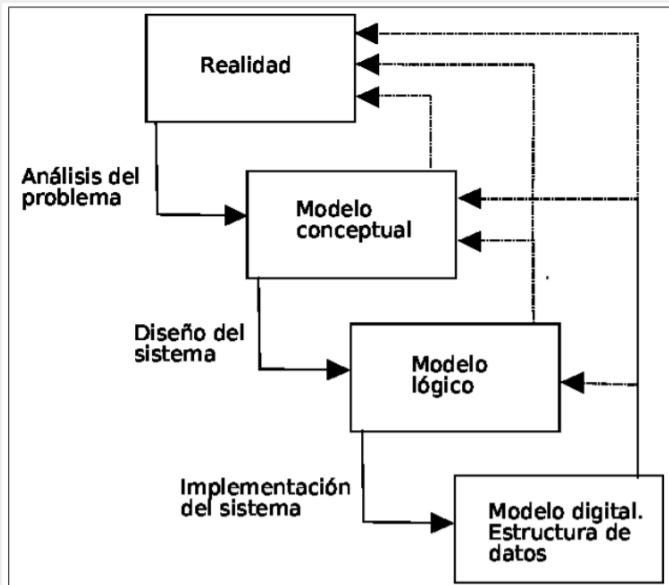 Realidad
Análisis del
problema
Modelo
conceptual
Diseño del
sistema
Modelo
lógico
Implementación
del sistema
Modelo digital.
Estructura de
datos